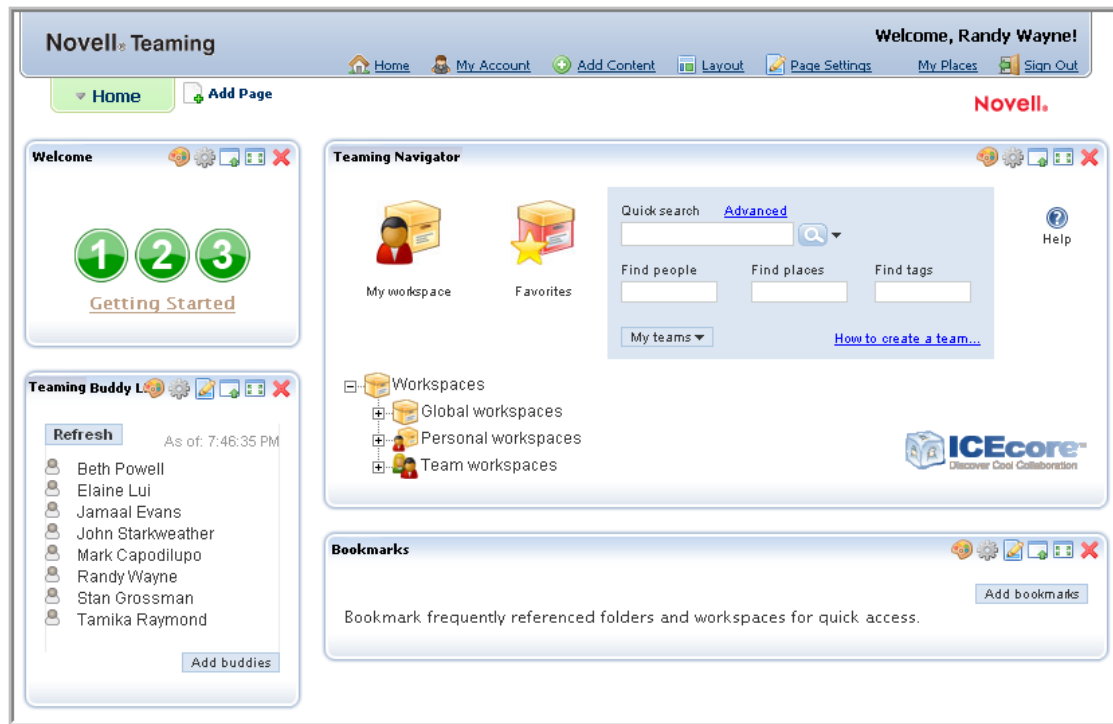 Novell® Teaming
Welcome, Randy Wayne!
Home My Account Add Content Layout Page Settings My Places Sign Out
Home Add Page
Novell®
Welcome
1 2 3
Getting Started
Teaming Navigator
My workspace Favorites
Quick search Advanced
Find people Find places Find tags
My teams How to create a team...
Help
Workspaces
Global workspaces
Personal workspaces
Team workspaces
ICEcore™
Discover Cool Collaboration
Teaming Buddy L
Refresh As of: 7:46:35 PM
Beth Powell
Elaine Lui
Jamaal Evans
John Starkweather
Mark Capodilupo
Randy Wayne
Stan Grossman
Tamika Raymond
Add buddies
Bookmarks
Add bookmarks
Bookmark frequently referenced folders and workspaces for quick access.